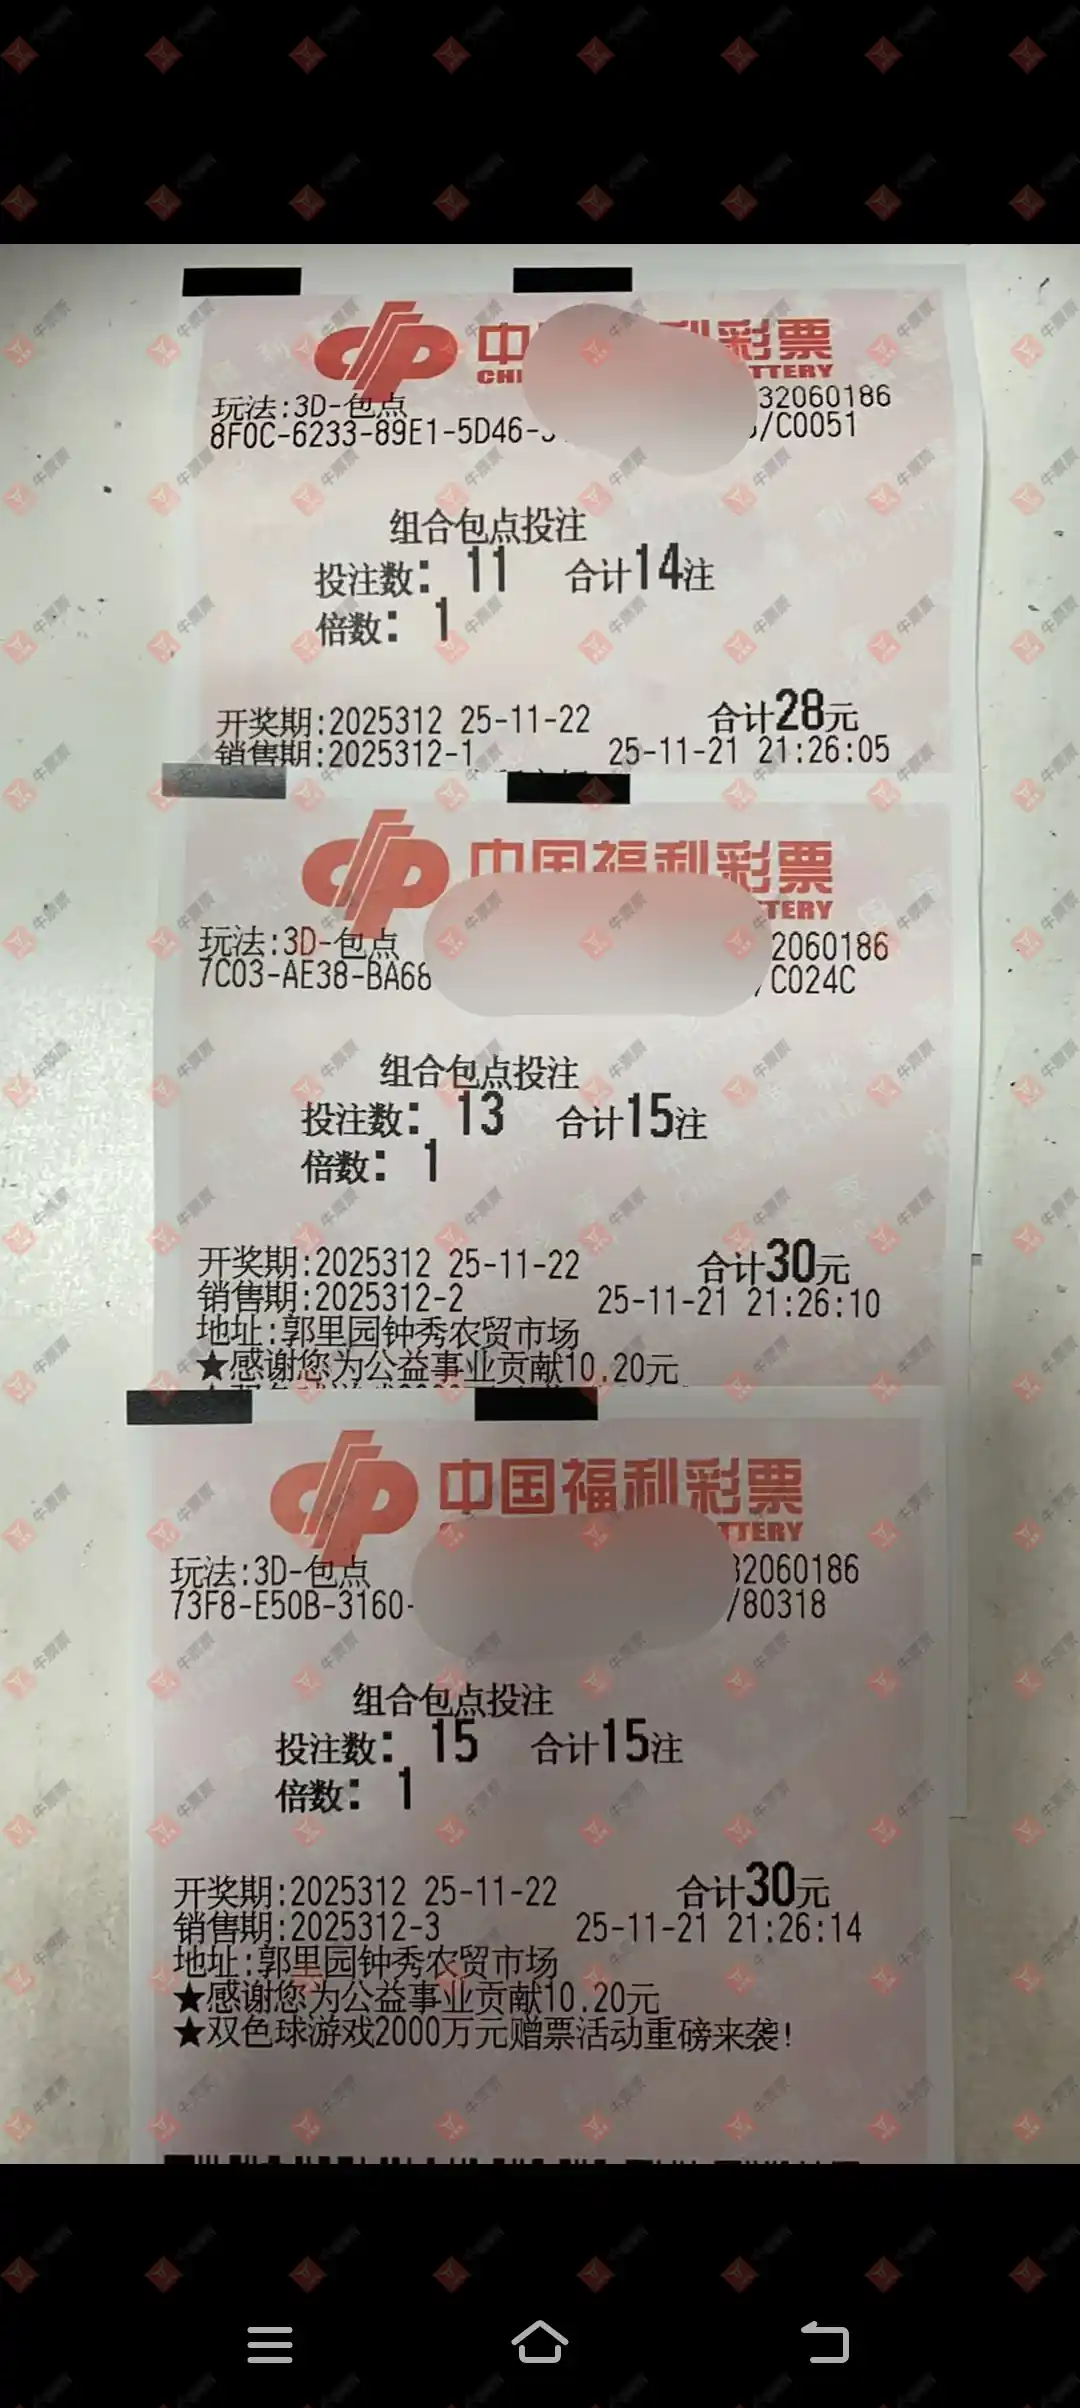 中 利彩票
CHI TTERY
玩法:3D-包点 32060186
8F0C-6233-89E1-5D46- /C0051
组合包点投注
投注数: 11 合计14注
倍数: 1
开奖期:2025312 25-11-22 合计28元
销售期:2025312-1 25-11-21 21:26:05
中国福利彩票
TERY
玩法:3D-包点 2060186
7C03-AE38-BA68 /C024C
组合包点投注
投注数: 13 合计15注
倍数: 1
开奖期:2025312 25-11-22 合计30元
销售期:2025312-2 25-11-21 21:26:10
地址:郭里园钟秀农贸市场
★感谢您为公益事业贡献10.20元
中国福利彩票
TTERY
玩法:3D-包点 32060186
73F8-E50B-3160- /80318
组合包点投注
投注数: 15 合计15注
倍数: 1
开奖期:2025312 25-11-22 合计30元
销售期:2025312-3 25-11-21 21:26:14
地址:郭里园钟秀农贸市场
★感谢您为公益事业贡献10.20元
★双色球游戏2000万元赠票活动重磅来袭!
牛票票